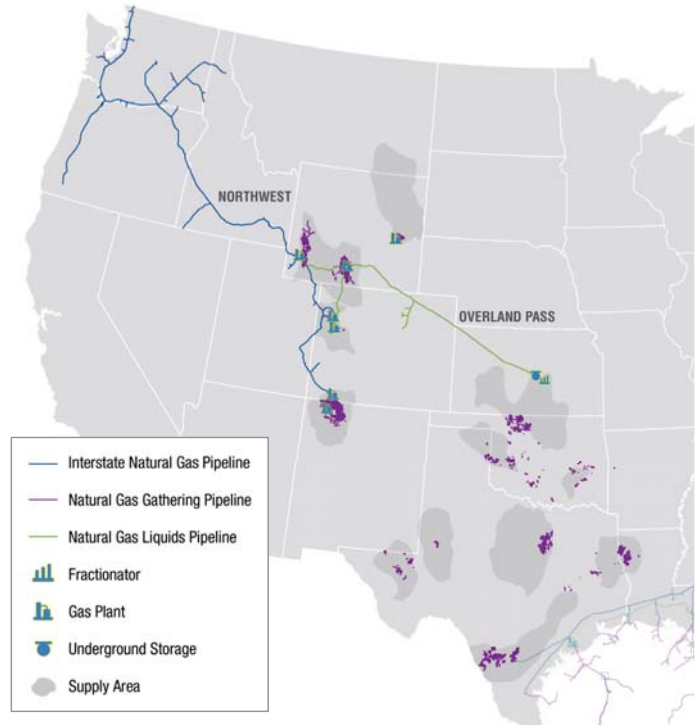 NORTHWEST
OVERLAND PASS
Interstate Natural Gas Pipeline
Natural Gas Gathering Pipeline
Natural Gas Liquids Pipeline
Fractionator
Gas Plant
Underground Storage
Supply Area